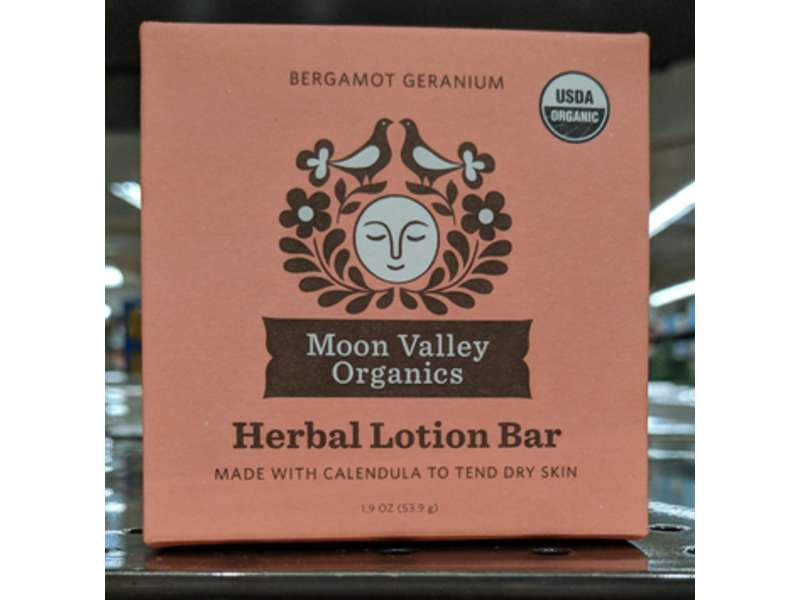 BERGAMOT GERANIUM
USDA
ORGANIC
Moon Valley
Organics
Herbal Lotion Bar
MADE WITH CALENDULA TO TEND DRY SKIN
1.9 OZ (53.9 g)